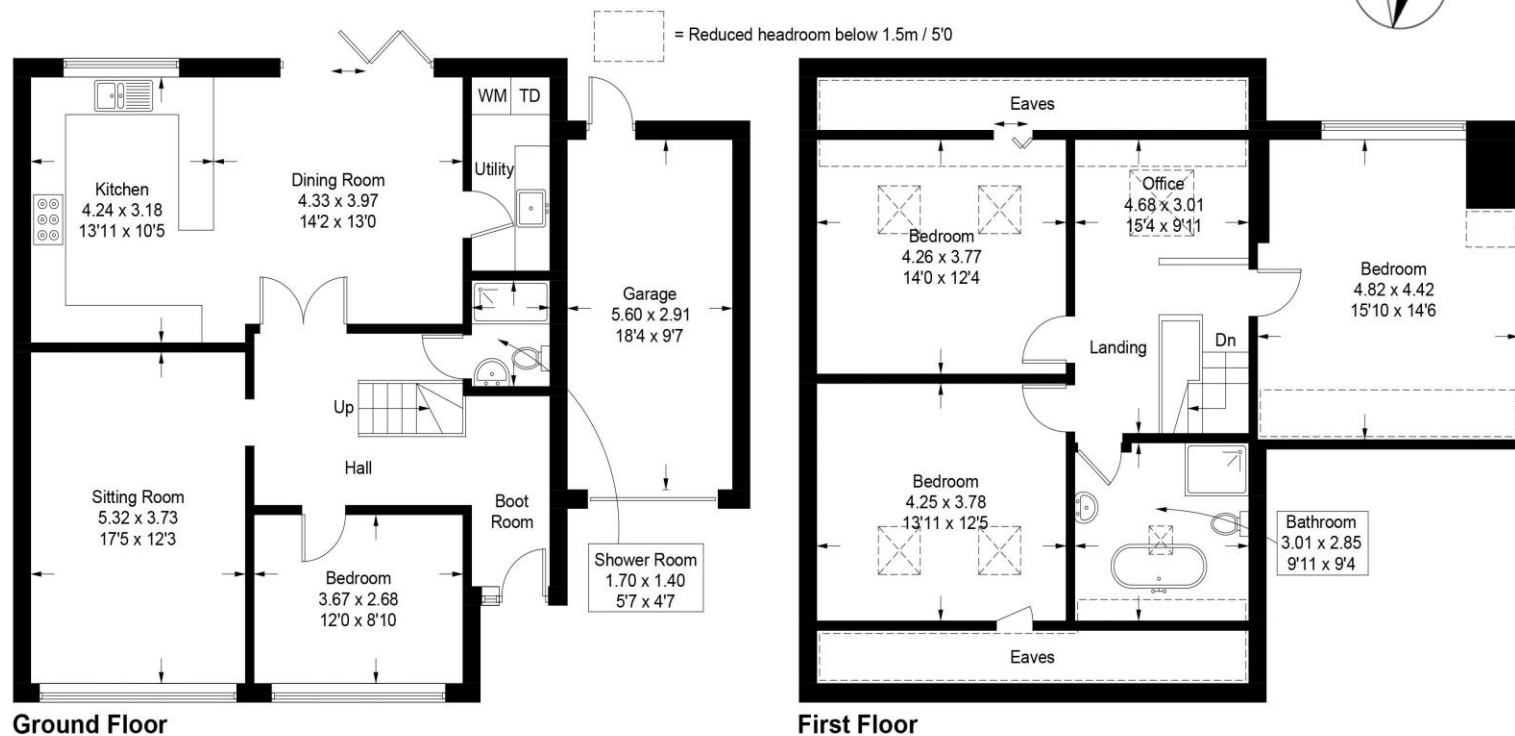 = Reduced headroom below 1.5m / 5'0
WM
TD
Utility
Kitchen
4.24 x 3.18
13'11 x 10'5
Dining Room
4.33 x 3.97
14'2 x 13'0
Garage
5.60 x 2.91
18'4 x 9'7
Up
Hall
Sitting Room
5.32 x 3.73
17'5 x 12'3
Boot
Room
Bedroom
3.67 x 2.68
12'0 x 8'10
Shower Room
1.70 x 1.40
5'7 x 4'7
Ground Floor
Eaves
Office
4.68 x 3.01
15'4 x 9'11
Bedroom
4.26 x 3.77
14'0 x 12'4
Bedroom
4.82 x 4.42
15'10 x 14'6
Landing
Dn
Bedroom
4.25 x 3.78
13'11 x 12'5
Bathroom
3.01 x 2.85
9'11 x 9'4
Eaves
First Floor